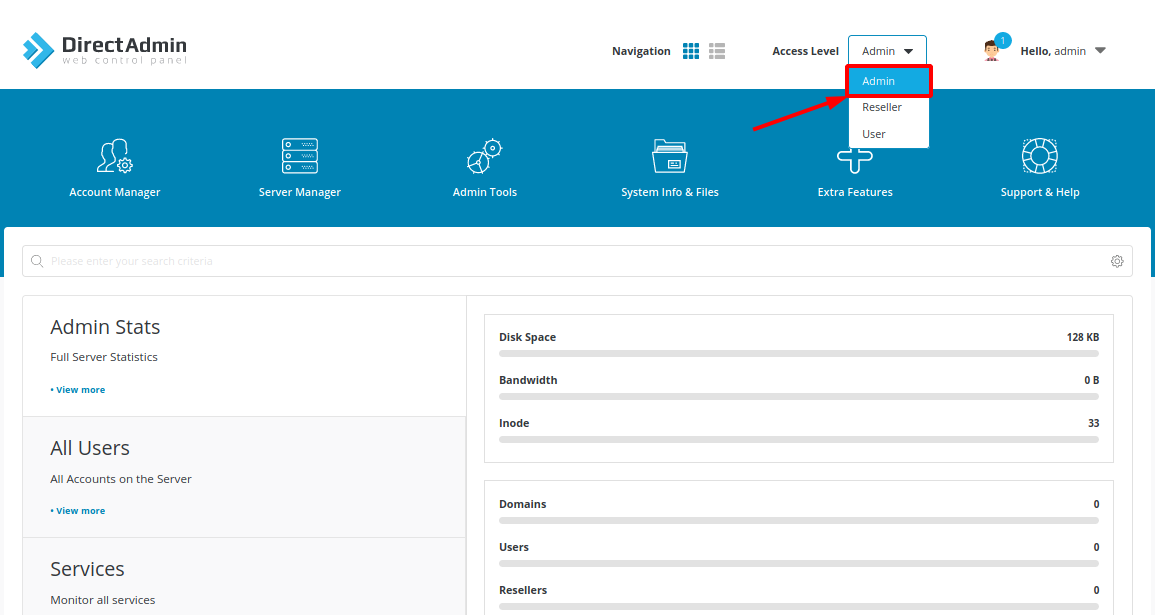 DirectAdmin
web control panel
Navigation
Access Level
Admin
1
Hello, admin
Admin
Reseller
User
Account Manager
Server Manager
Admin Tools
System Info & Files
Extra Features
Support & Help
Please enter your search criteria
Admin Stats
Full Server Statistics
• View more
All Users
All Accounts on the Server
• View more
Services
Monitor all services
Disk Space 128 KB
Bandwidth 0 B
Inode 33
Domains 0
Users 0
Resellers 0